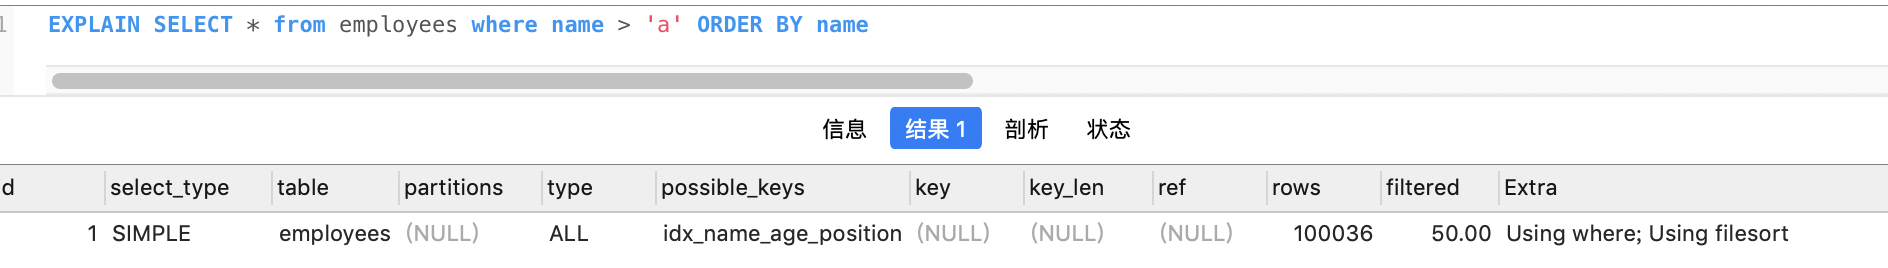 1 EXPLAIN SELECT * from employees where name > 'a' ORDER BY name
信息 结果 1 剖析 状态
d select_type table partitions type possible_keys key key_len ref rows filtered Extra
1 SIMPLE employees (NULL) ALL idx_name_age_position (NULL) (NULL) (NULL) 100036 50.00 Using where; Using filesort